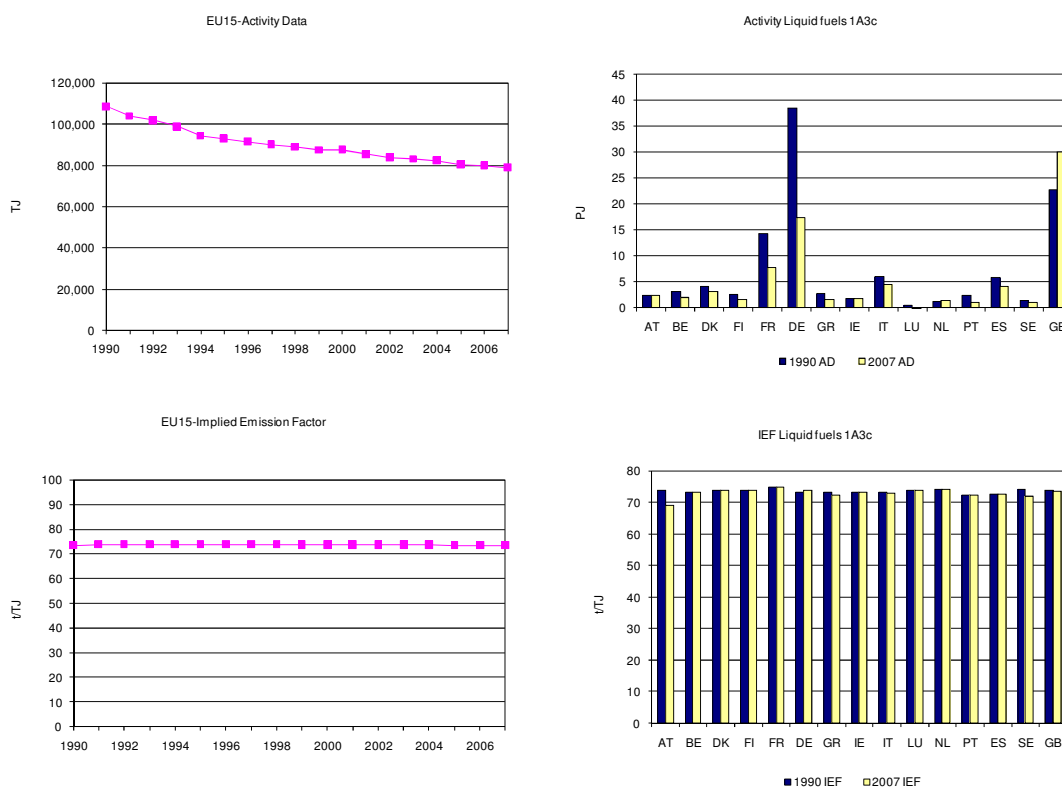 EU15-Activity Data
120,000
100,000
80,000
60,000
40,000
20,000
0
TJ
1990 1992 1994 1996 1998 2000 2002 2004 2006
Activity Liquid fuels 1A3c
45
40
35
30
25
20
15
10
5
0
PJ
AT BE DK FI FR DE GR IE IT LU NL PT ES SE GB
1990 AD 2007 AD
EU15-Implied Emission Factor
100
90
80
70
60
50
40
30
20
10
0
t/TJ
1990 1992 1994 1996 1998 2000 2002 2004 2006
IEF Liquid fuels 1A3c
80
70
60
50
40
30
20
10
0
t/TJ
AT BE DK FI FR DE GR IE IT LU NL PT ES SE GB
1990 IEF 2007 IEF